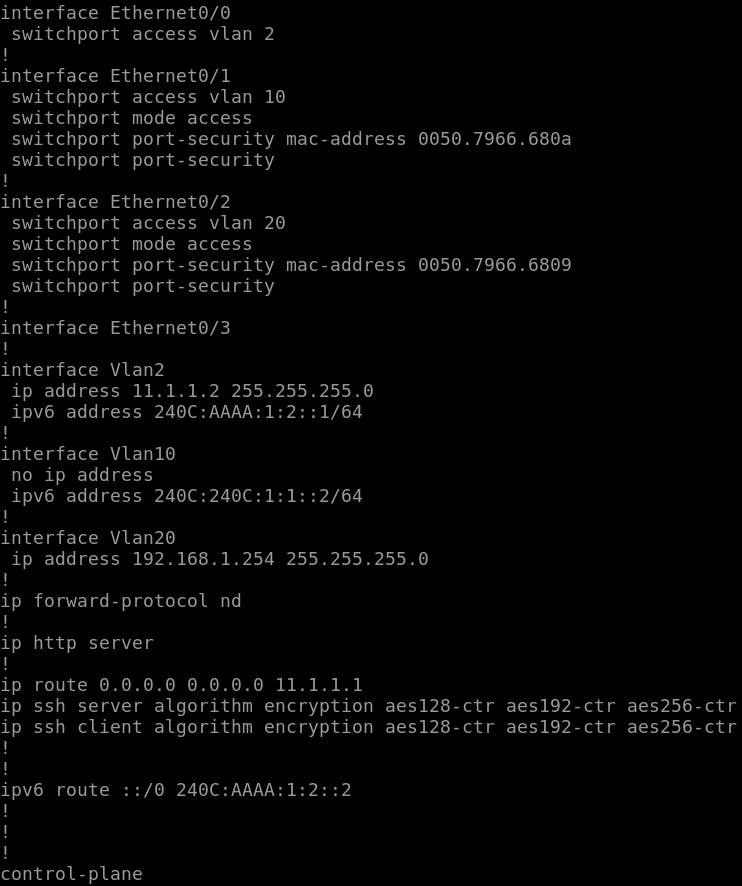 interface Ethernet0/0
 switchport access vlan 2
!
interface Ethernet0/1
 switchport access vlan 10
 switchport mode access
 switchport port-security mac-address 0050.7966.680a
 switchport port-security
!
interface Ethernet0/2
 switchport access vlan 20
 switchport mode access
 switchport port-security mac-address 0050.7966.6809
 switchport port-security
!
interface Ethernet0/3
!
interface Vlan2
 ip address 11.1.1.2 255.255.255.0
 ipv6 address 240C:AAAA:1:2::1/64
!
interface Vlan10
 no ip address
 ipv6 address 240C:240C:1:1::2/64
!
interface Vlan20
 ip address 192.168.1.254 255.255.255.0
!
ip forward-protocol nd
!
ip http server
!
ip route 0.0.0.0 0.0.0.0 11.1.1.1
ip ssh server algorithm encryption aes128-ctr aes192-ctr aes256-ctr
ip ssh client algorithm encryption aes128-ctr aes192-ctr aes256-ctr
!
!
ipv6 route ::/0 240C:AAAA:1:2::2
!
!
!
control-plane